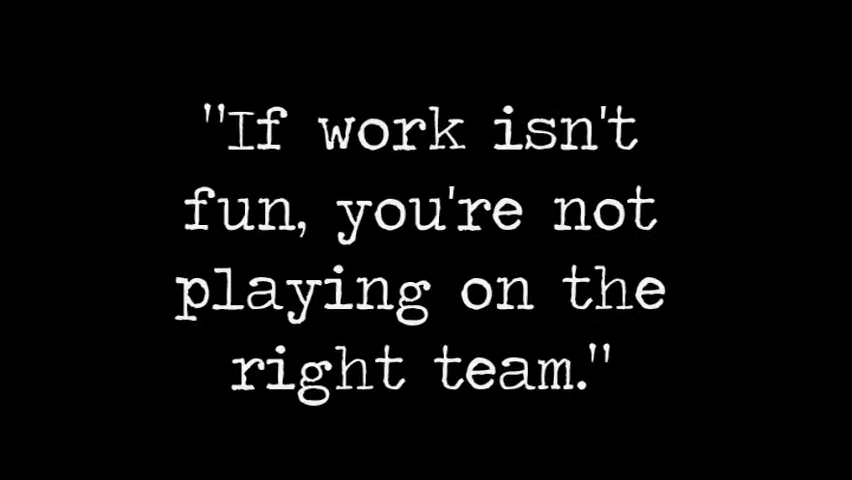 "If work isn't
fun, you're not
playing on the
right team."